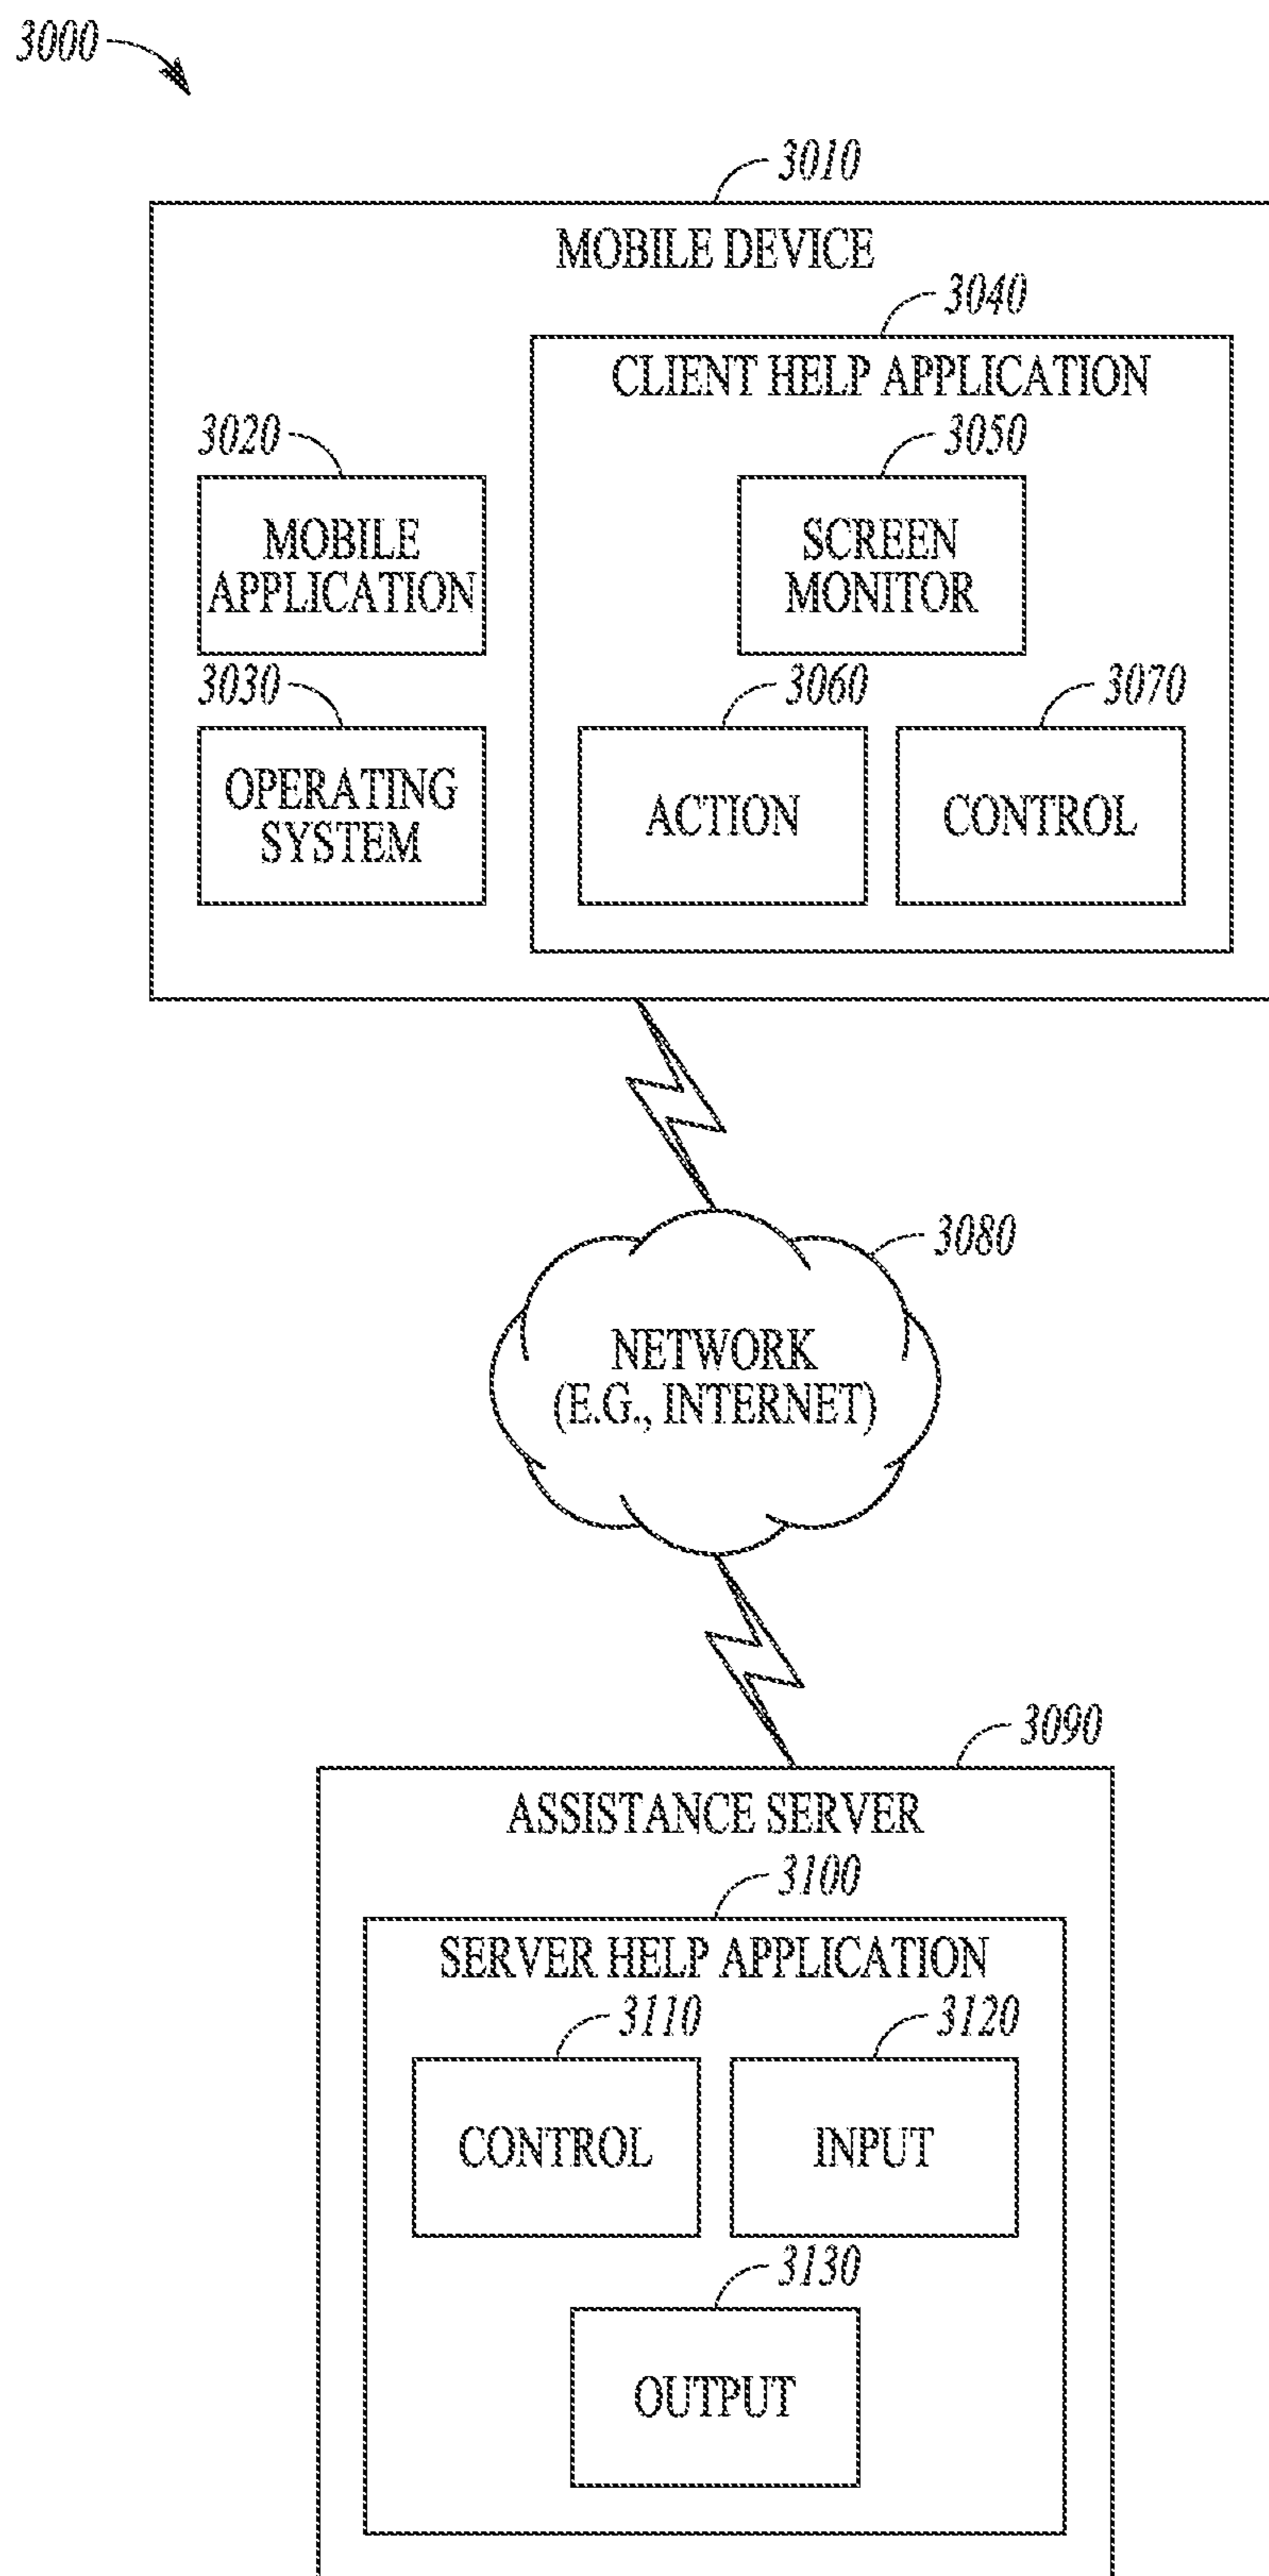 3000
3010
MOBILE DEVICE
3040
CLIENT HELP APPLICATION
3020
3050
MOBILE
APPLICATION
SCREEN
MONITOR
3030
3060
3070
OPERATING
SYSTEM
ACTION
CONTROL
3080
NETWORK
(E.G., INTERNET)
3090
ASSISTANCE SERVER
3100
SERVER HELP APPLICATION
3110
3120
CONTROL
INPUT
3130
OUTPUT